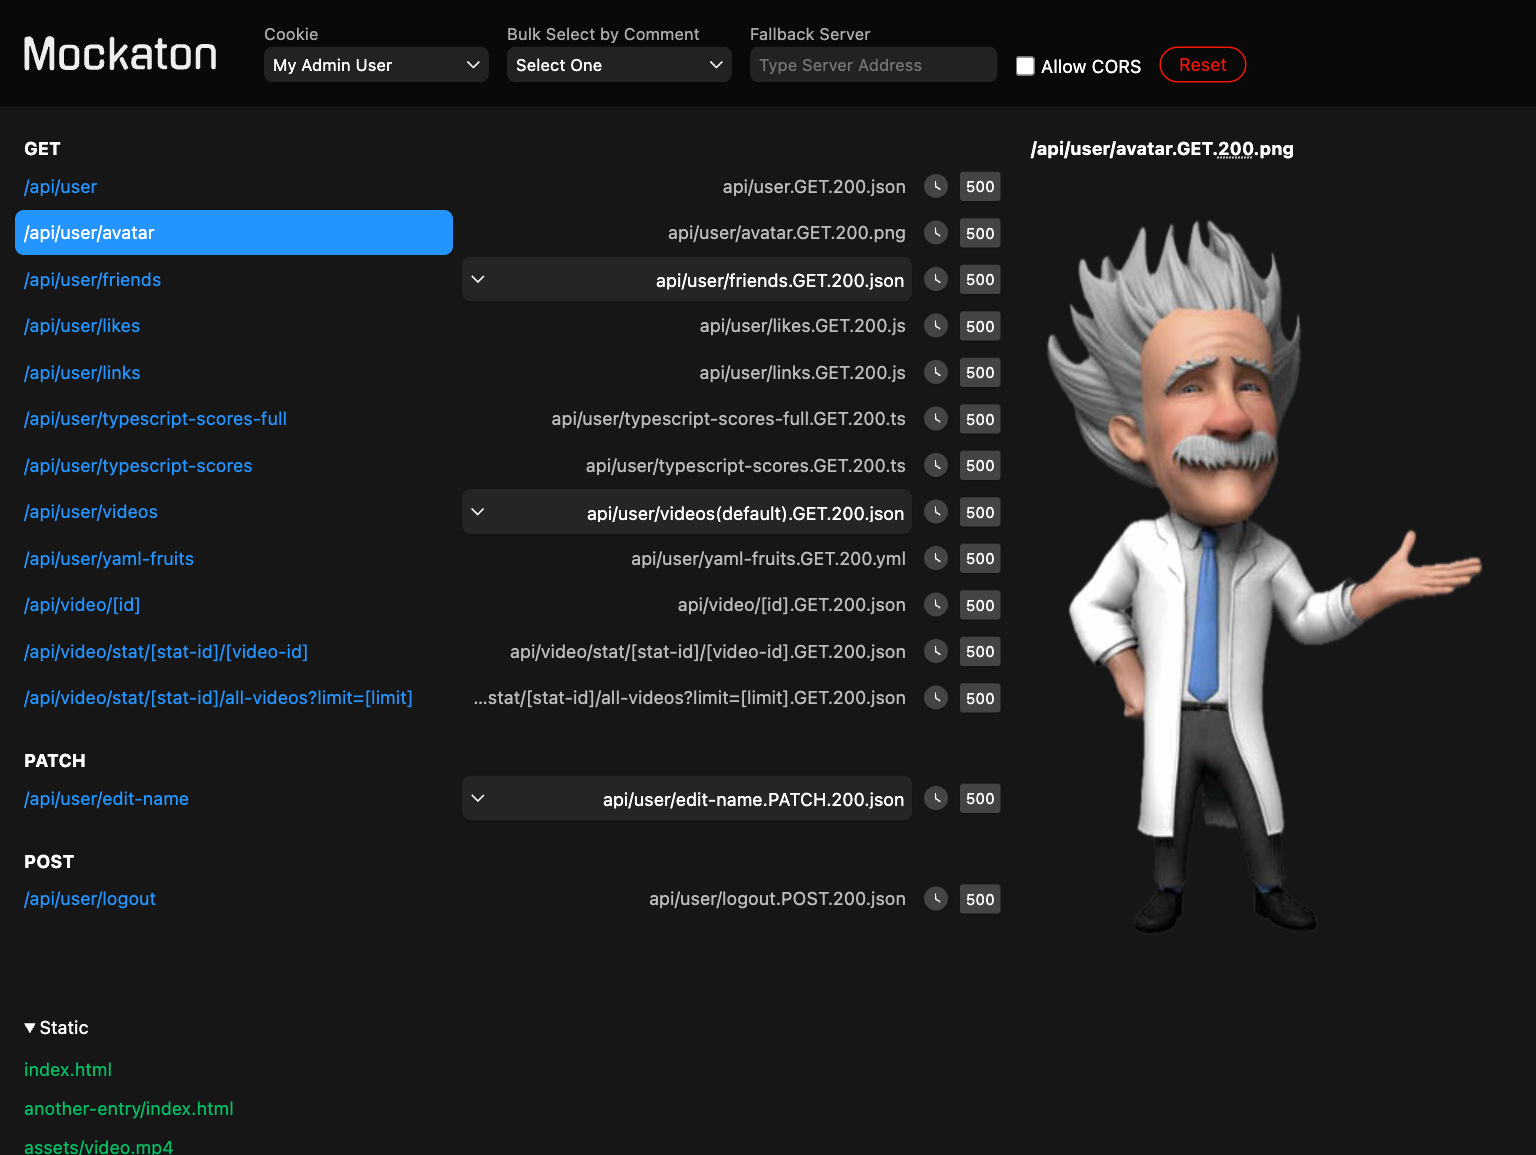 Mockaton
Cookie
My Admin User
Bulk Select by Comment
Select One
Fallback Server
Type Server Address
Allow CORS
Reset
GET
/api/user api/user.GET.200.json 500
/api/user/avatar api/user/avatar.GET.200.png 500
/api/user/friends api/user/friends.GET.200.json 500
/api/user/likes api/user/likes.GET.200.js 500
/api/user/links api/user/links.GET.200.js 500
/api/user/typescript-scores-full api/user/typescript-scores-full.GET.200.ts 500
/api/user/typescript-scores api/user/typescript-scores.GET.200.ts 500
/api/user/videos api/user/videos(default).GET.200.json 500
/api/user/yaml-fruits api/user/yaml-fruits.GET.200.yml 500
/api/video/[id] api/video/[id].GET.200.json 500
/api/video/stat/[stat-id]/[video-id] api/video/stat/[stat-id]/[video-id].GET.200.json 500
/api/video/stat/[stat-id]/all-videos?limit=[limit] ...stat/[stat-id]/all-videos?limit=[limit].GET.200.json 500
PATCH
/api/user/edit-name api/user/edit-name.PATCH.200.json 500
POST
/api/user/logout api/user/logout.POST.200.json 500
Static
index.html
another-entry/index.html
assets/video.mp4
/api/user/avatar.GET.200.png